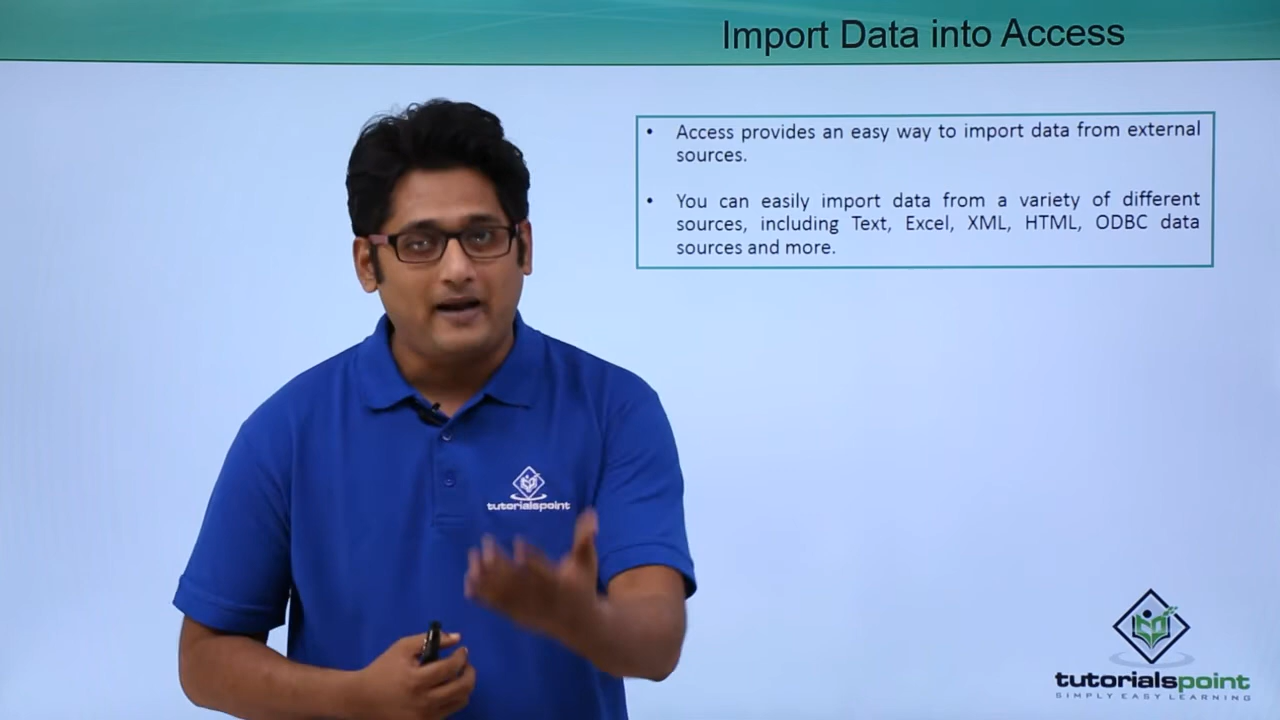 Import Data into Access
• Access provides an easy way to import data from external
sources.
• You can easily import data from a variety of different
sources, including Text, Excel, XML, HTML, ODBC data
sources and more.
tutorialspoint
tutorialspoint
SIMPLY EASY LEARNING